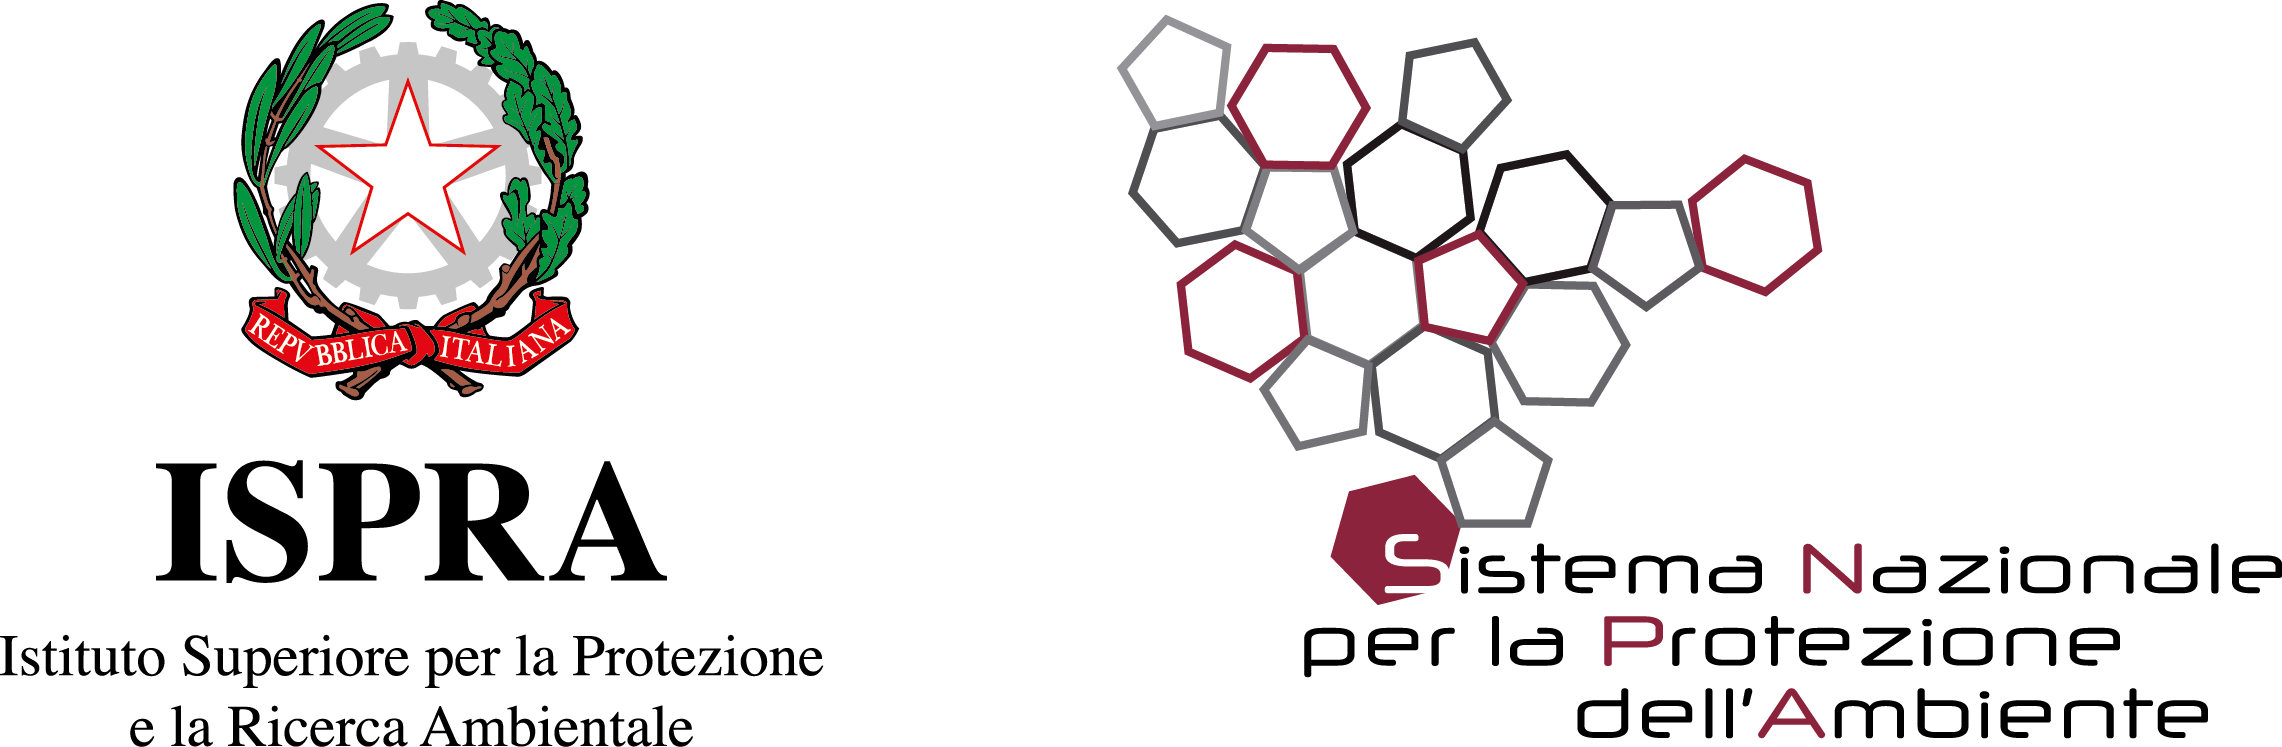 REPVBBLICA ITALIANA
ISPRA
Istituto Superiore per la Protezione
e la Ricerca Ambientale
Sistema Nazionale
per la Protezione
dell'Ambiente